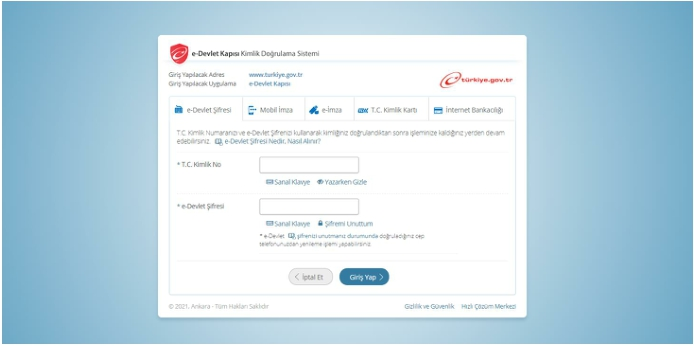 e-Devlet Kapısı Kimlik Doğrulama Sistemi
Giriş Yapılacak Adres www.turkiye.gov.tr
Giriş Yapılacak Uygulama e-Devlet Kapısı
türkiye.gov.tr
e-Devlet Şifresi Mobil İmza e-İmza T.C. Kimlik Kartı İnternet Bankacılığı
T.C. Kimlik Numaranızı ve e-Devlet Şifrenizi kullanarak kimliğiniz doğrulandıktan sonra işleminize kaldığınız yerden devam
edebilirsiniz. e-Devlet Şifresi Nedir, Nasıl Alınır?
* T.C. Kimlik No
Sanal Klavye Yazarken Gizle
* e-Devlet Şifresi
Sanal Klavye Şifremi Unuttum
* e-Devlet şifrenizi unutmanız durumunda doğruladığınız cep
telefonunuzdan yenileme işlemi yapabilirsiniz.
İptal Et Giriş Yap
© 2021, Ankara - Tüm Hakları Saklıdır Gizlilik ve Güvenlik Hızlı Çözüm Merkezi